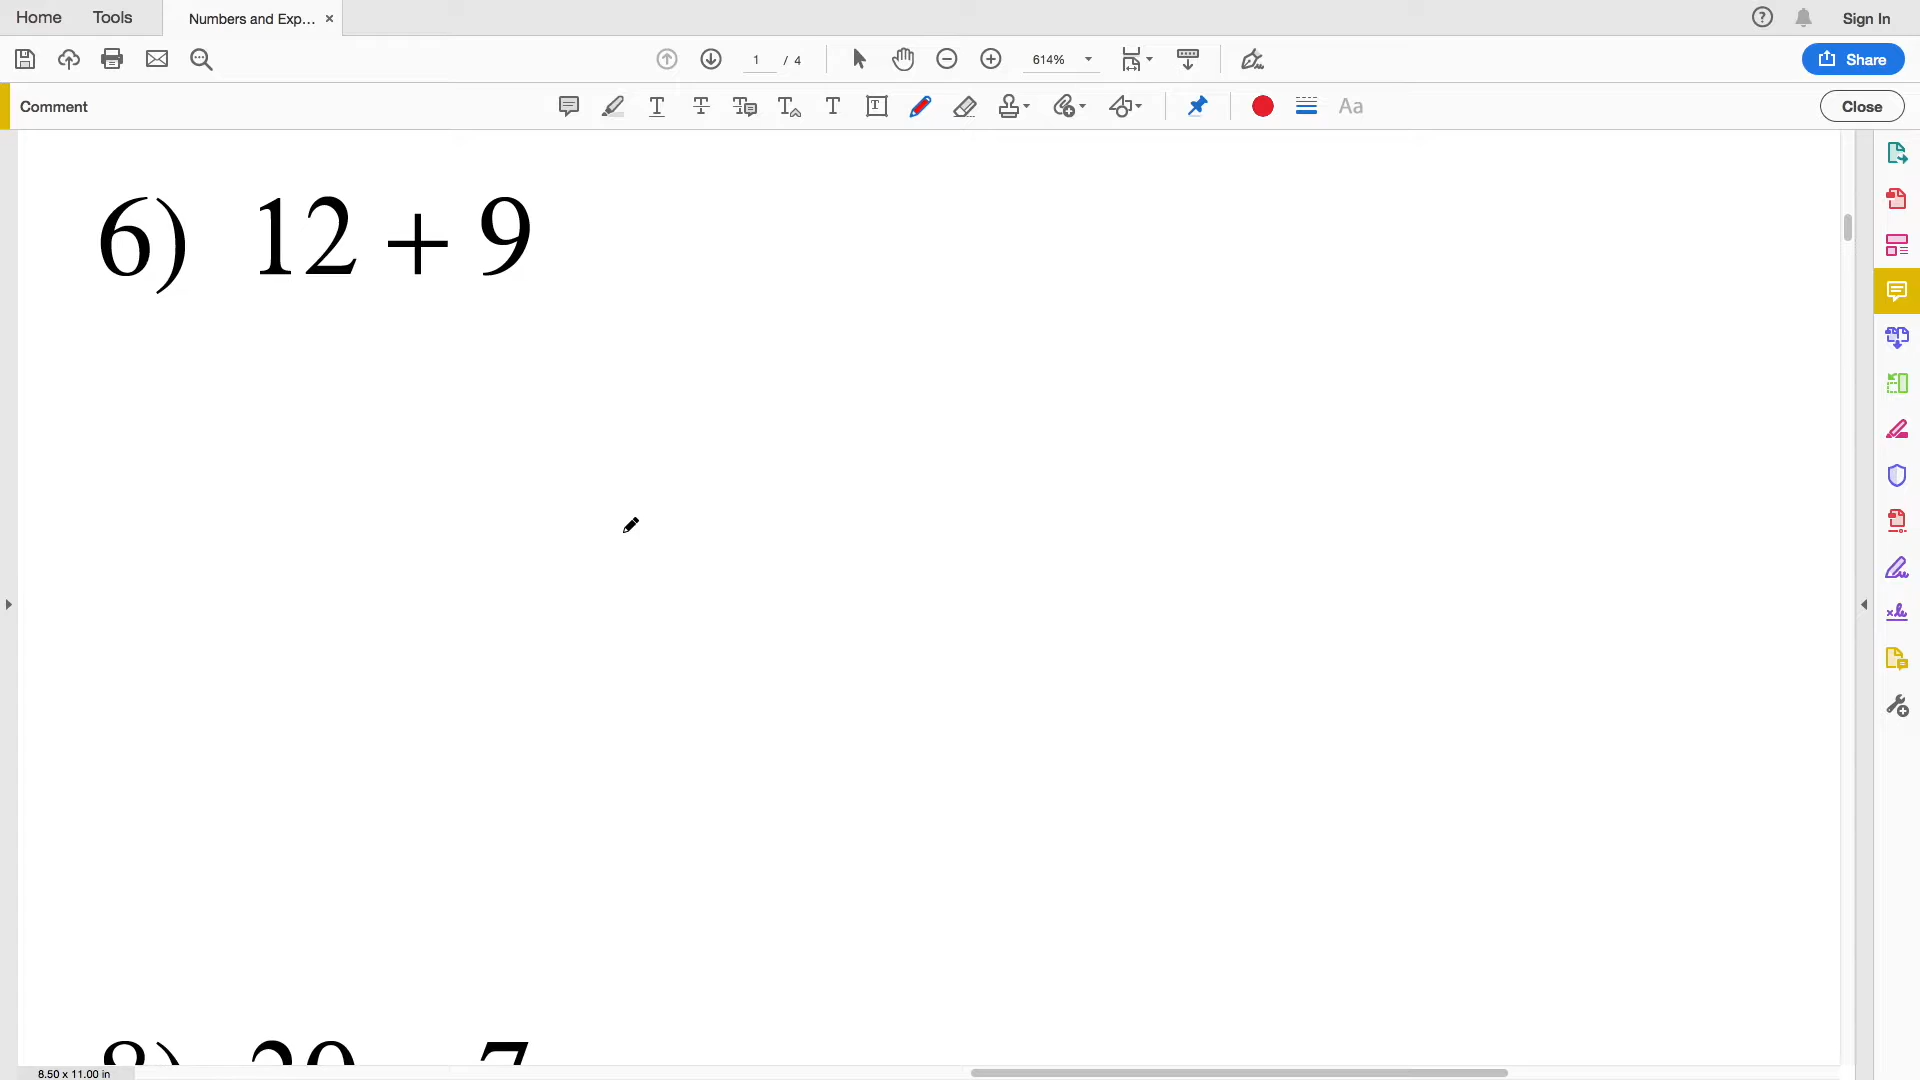 Home Tools Numbers and Exp... × Sign In
1 / 4 614% Share
Comment Aa Close
6) 12 + 9
8.50 x 11.00 in